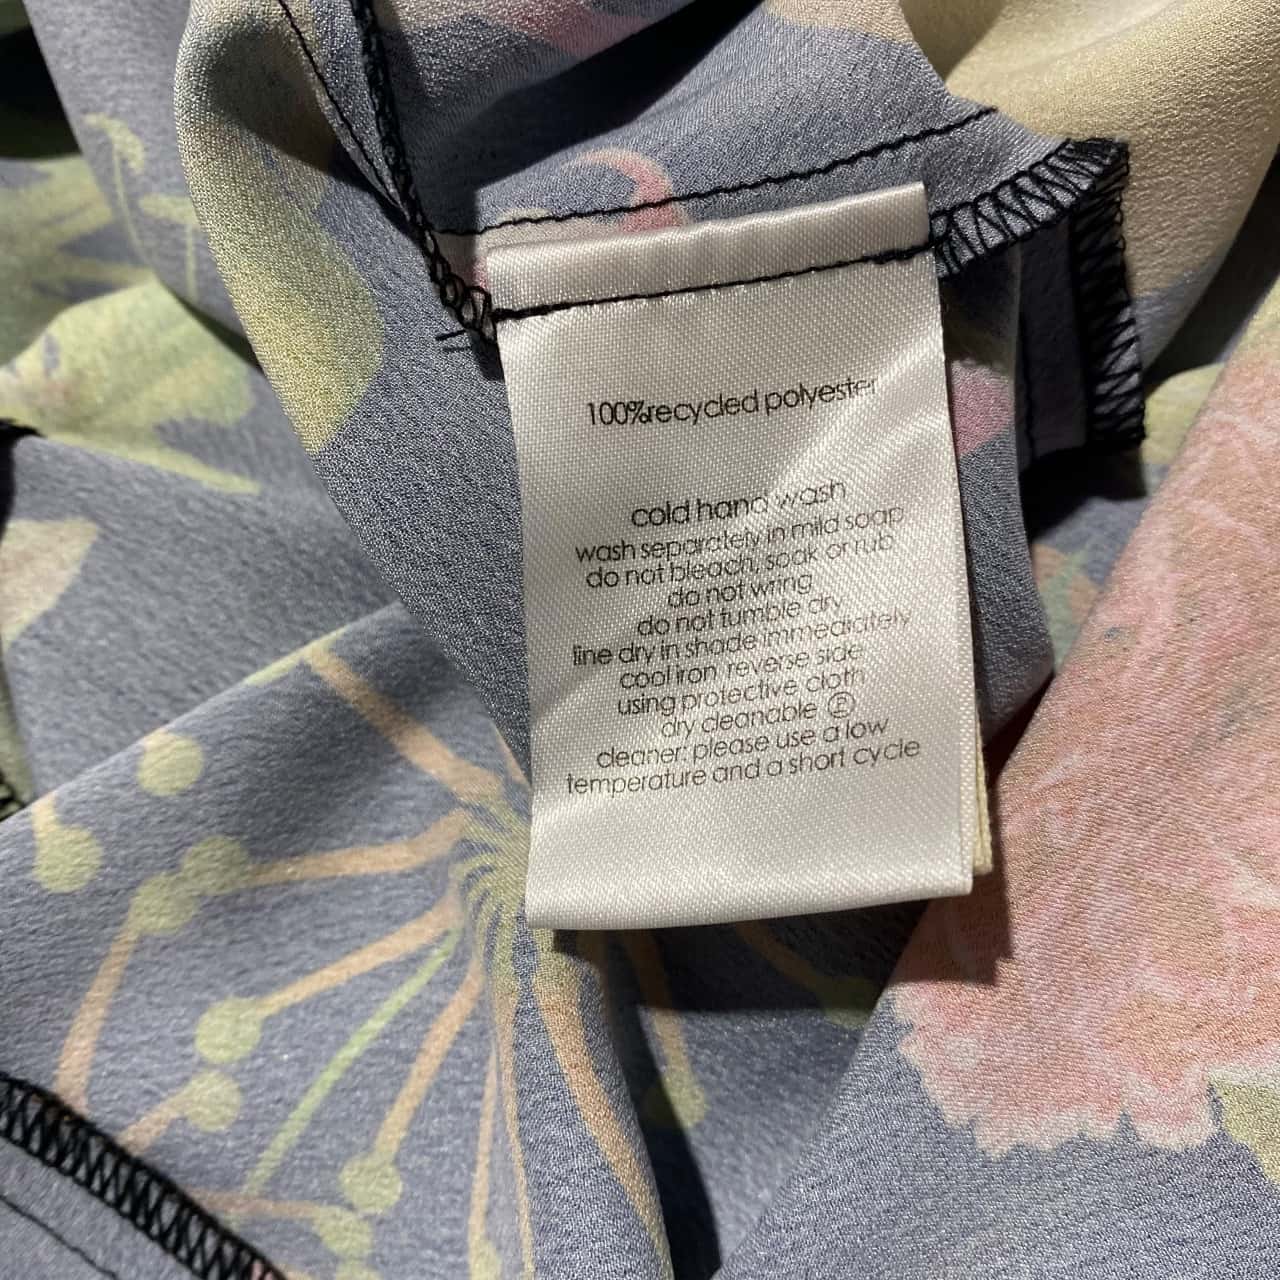 100%recycled polyester
cold hand wash
wash separately in mild soap
do not bleach, soak or rub
do not wring
do not tumble dry
line dry in shade immediately
cool iron reverse side
using protective cloth
dry cleanable Ⓟ
cleaner: please use a low
temperature and a short cycle